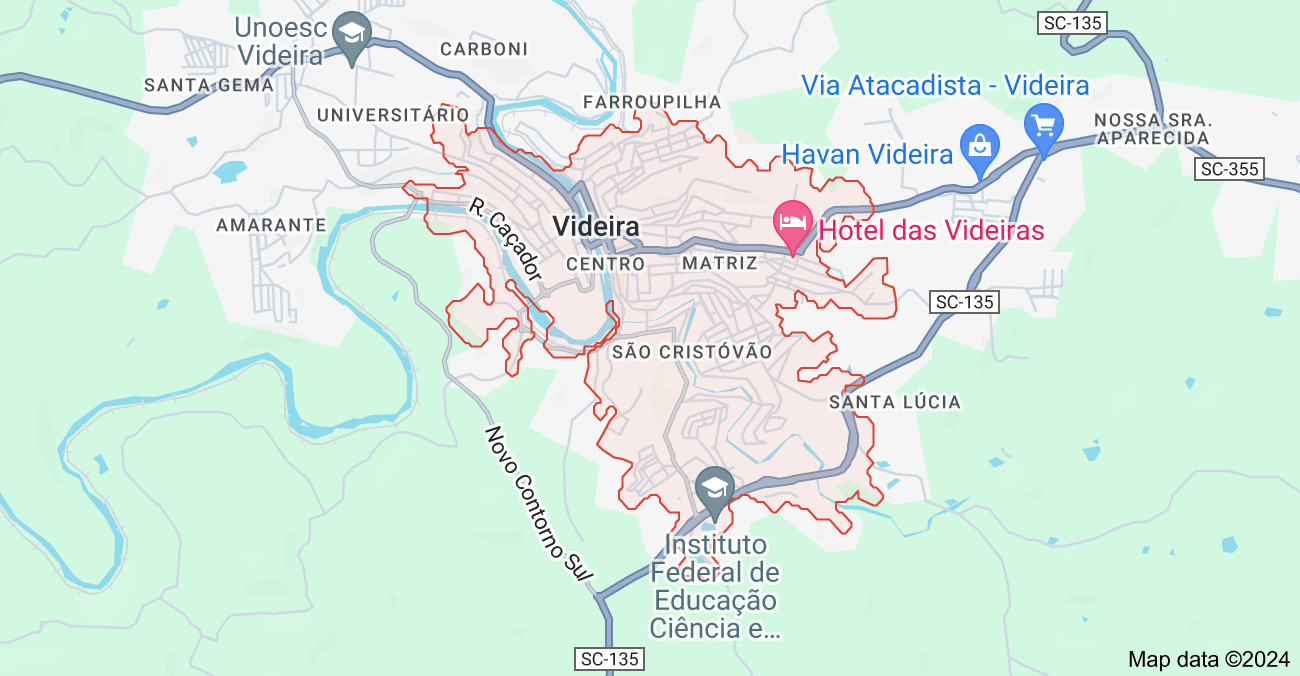 SC-135
Unoesc
Videira
CARBONI
SANTA GEMA
Via Atacadista - Videira
FARROUPILHA
UNIVERSITÁRIO
NOSSA SRA.
APARECIDA
Havan Videira
SC-355
R. Caçador
AMARANTE
Videira
Hotel das Videiras
CENTRO
MATRIZ
SC-135
SÃO CRISTÓVÃO
SANTA LÚCIA
Novo Contorno Sul
Instituto
Federal de
Educação
Ciência e...
SC-135
Map data ©2024